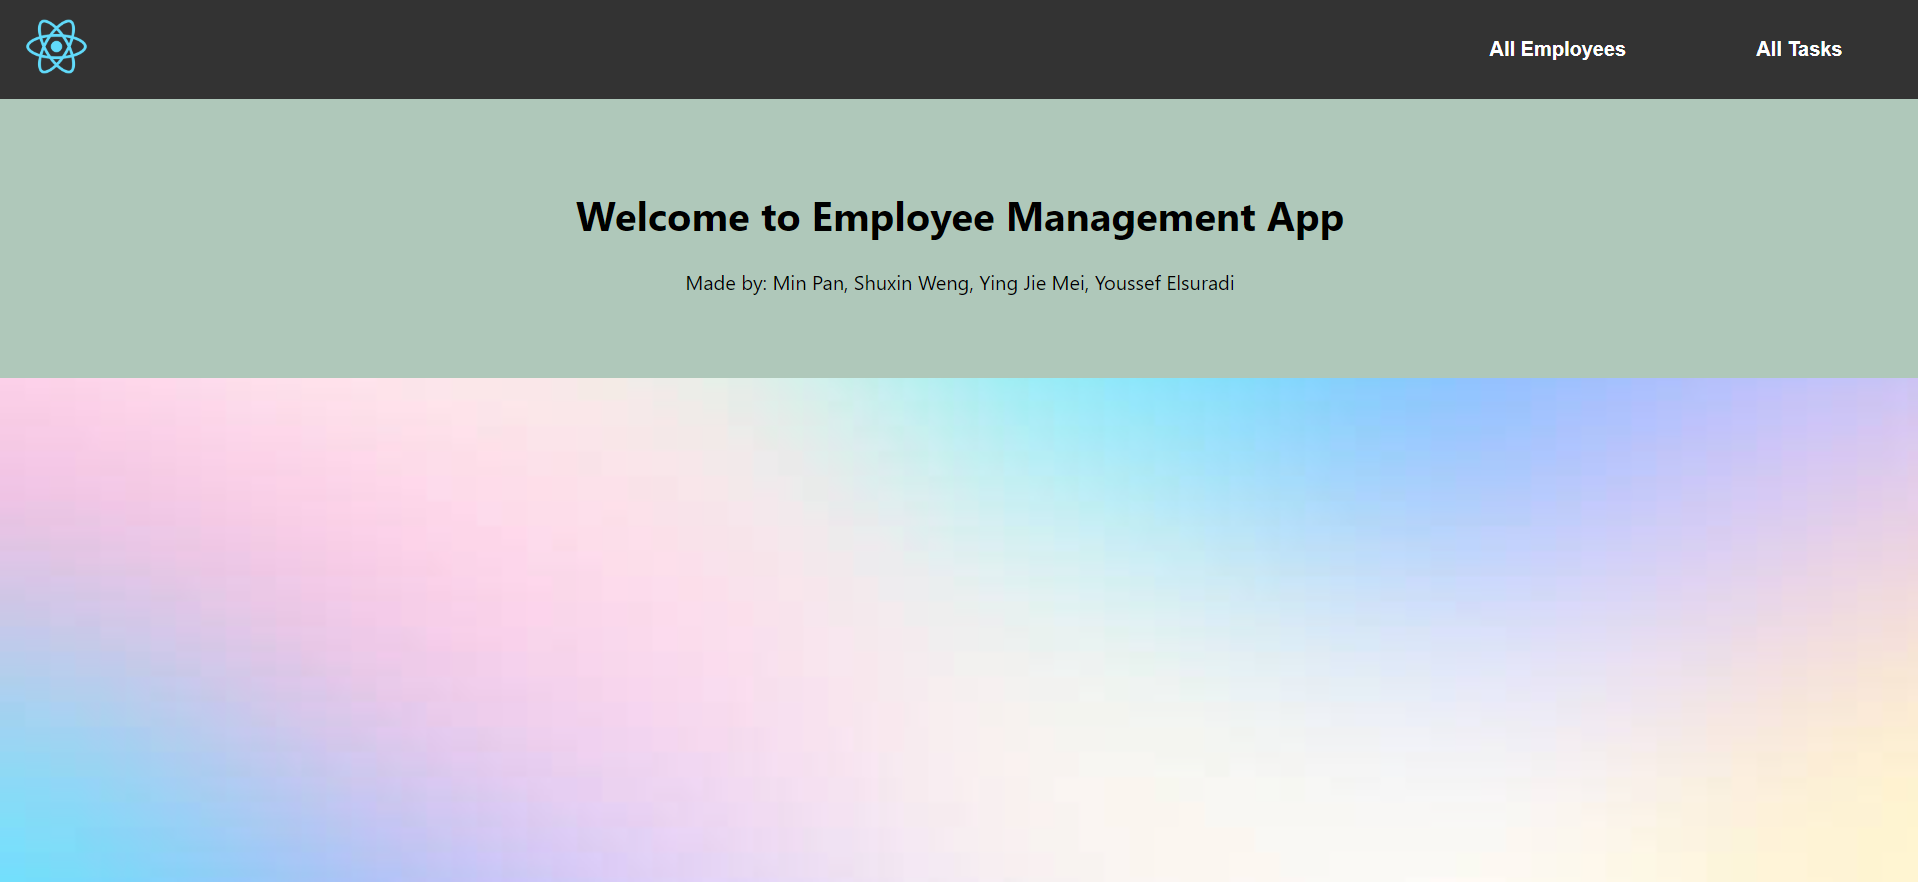 All Employees
All Tasks
Welcome to Employee Management App
Made by: Min Pan, Shuxin Weng, Ying Jie Mei, Youssef Elsuradi